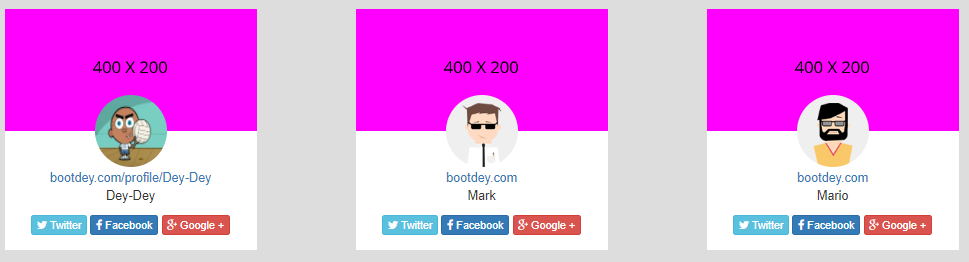 400 X 200
bootdey.com/profile/Dey-Dey
Dey-Dey
Twitter Facebook Google +
400 X 200
bootdey.com
Mark
Twitter Facebook Google +
400 X 200
bootdey.com
Mario
Twitter Facebook Google +